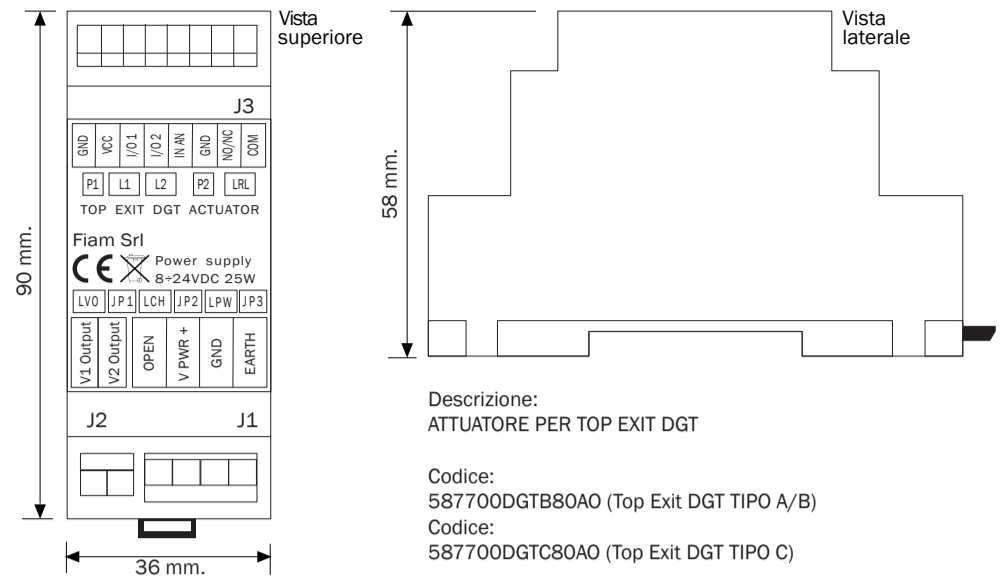 Vista
superiore
Vista
laterale
J3
GND VCC I/O 1 I/O 2 IN AN GND NO/NC COM
P1 L1 L2 P2 LRL
TOP EXIT DGT ACTUATOR
Fiam Srl
CE Power supply
8÷24VDC 25W
LVO JP1 LCH JP2 LPW JP3
V1 Output V2 Output OPEN V PWR + GND EARTH
J2 J1
90 mm.
36 mm.
58 mm.
Descrizione:
ATTUATORE PER TOP EXIT DGT
Codice:
587700DGTB80AO (Top Exit DGT TIPO A/B)
Codice:
587700DGTC80AO (Top Exit DGT TIPO C)